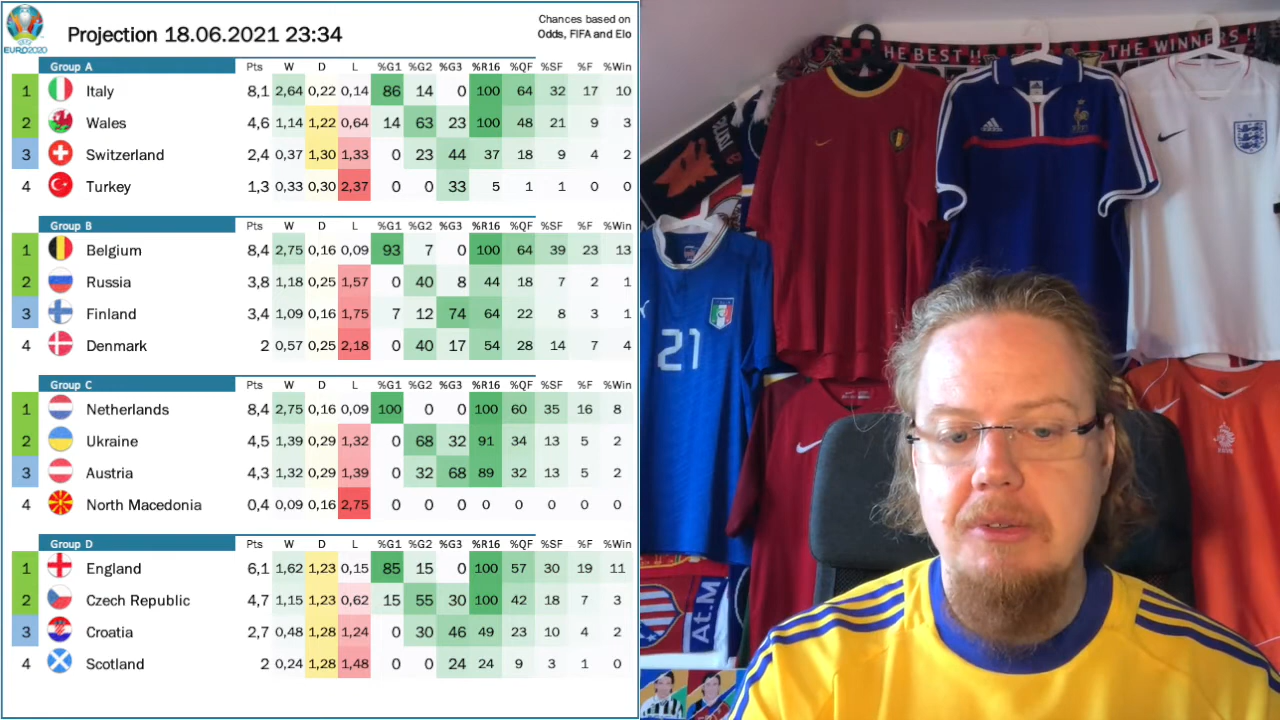 EURO2020
Projection 18.06.2021 23:34
Chances based on
Odds, FIFA and Elo
Group A Pts W D L %G1 %G2 %G3 %R16 %QF %SF %F %Win
1 Italy 8,1 2,64 0,22 0,14 86 14 0 100 64 32 17 10
2 Wales 4,6 1,14 1,22 0,64 14 63 23 100 48 21 9 3
3 Switzerland 2,4 0,37 1,30 1,33 0 23 44 37 18 9 4 2
4 Turkey 1,3 0,33 0,30 2,37 0 0 33 5 1 1 0 0
Group B Pts W D L %G1 %G2 %G3 %R16 %QF %SF %F %Win
1 Belgium 8,4 2,75 0,16 0,09 93 7 0 100 64 39 23 13
2 Russia 3,8 1,18 0,25 1,57 0 40 8 44 18 7 2 1
3 Finland 3,4 1,09 0,16 1,75 7 12 74 64 22 8 3 1
4 Denmark 2 0,57 0,25 2,18 0 40 17 54 28 14 7 4
Group C Pts W D L %G1 %G2 %G3 %R16 %QF %SF %F %Win
1 Netherlands 8,4 2,75 0,16 0,09 100 0 0 100 60 35 16 8
2 Ukraine 4,5 1,39 0,29 1,32 0 68 32 91 34 13 5 2
3 Austria 4,3 1,32 0,29 1,39 0 32 68 89 32 13 5 2
4 North Macedonia 0,4 0,09 0,16 2,75 0 0 0 0 0 0 0 0
Group D Pts W D L %G1 %G2 %G3 %R16 %QF %SF %F %Win
1 England 6,1 1,62 1,23 0,15 85 15 0 100 57 30 19 11
2 Czech Republic 4,7 1,15 1,23 0,62 15 55 30 100 42 18 7 3
3 Croatia 2,7 0,48 1,28 1,24 0 30 46 49 23 10 4 2
4 Scotland 2 0,24 1,28 1,48 0 0 24 24 9 3 1 0
HE BEST !!
THE WINNERS !!
adidas
21
At.M